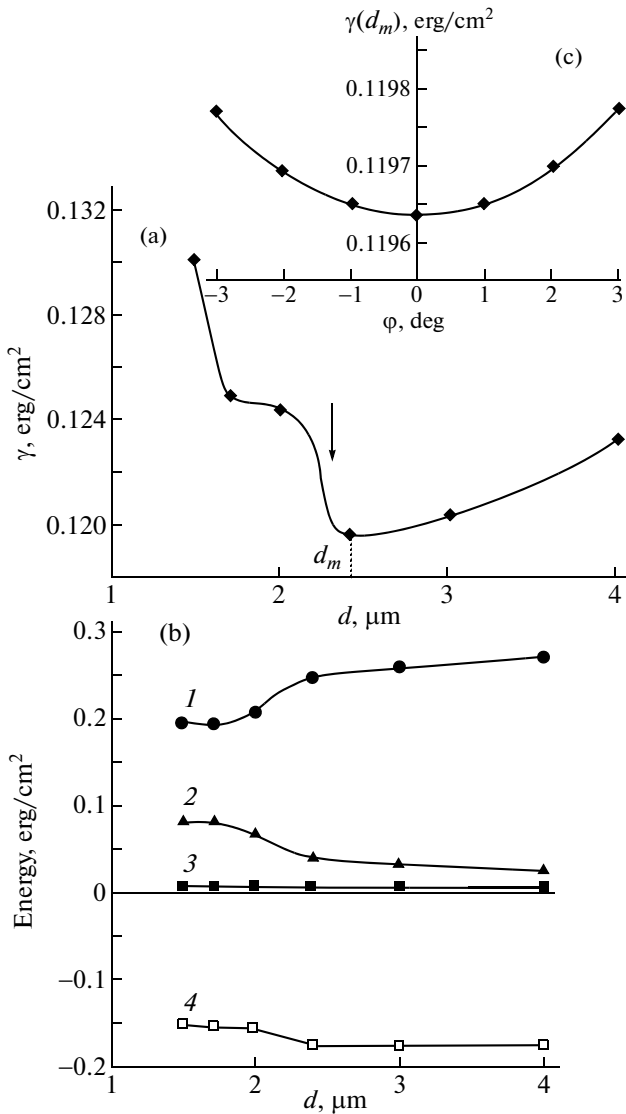 γ(d_m), erg/cm²
(c)
0.1198
0.1197
0.1196
−3 −2 −1 0 1 2 3
φ, deg
(a)
0.132
0.128
0.124
0.120
γ, erg/cm²
d_m
1 2 3 4
d, μm
(b)
0.3
0.2
0.1
0
−0.1
−0.2
Energy, erg/cm²
1
2
3
4
1 2 3 4
d, μm